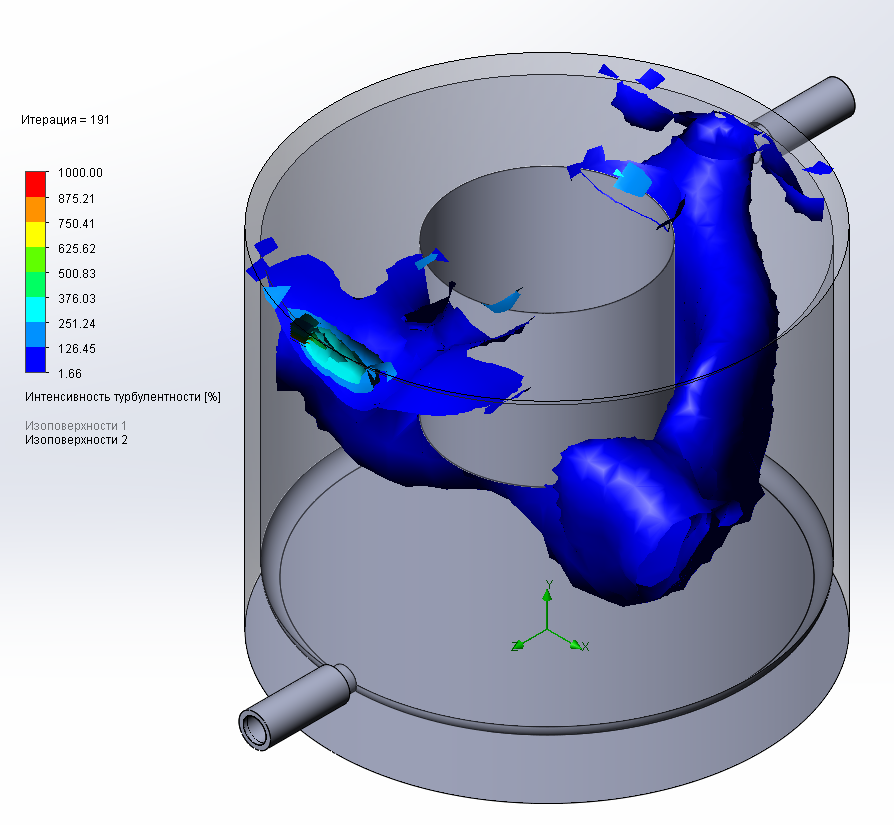 Итерация = 191
1000.00
875.21
750.41
625.62
500.83
376.03
251.24
126.45
1.66
Интенсивность турбулентности [%]
Изоповерхности 1
Изоповерхности 2
Y
Z
X